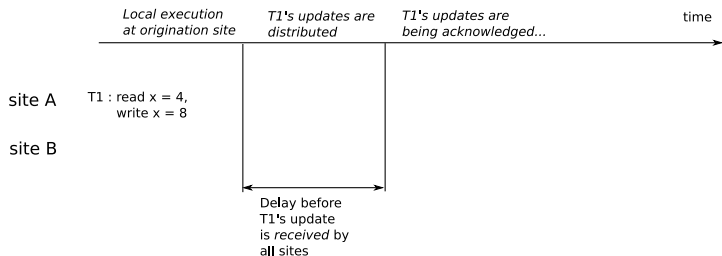 Local execution
at origination site
T1's updates are
distributed
T1's updates are
being acknowledged...
time
site A
T1 : read x = 4,
write x = 8
site B
Delay before
T1's update
is received by
all sites